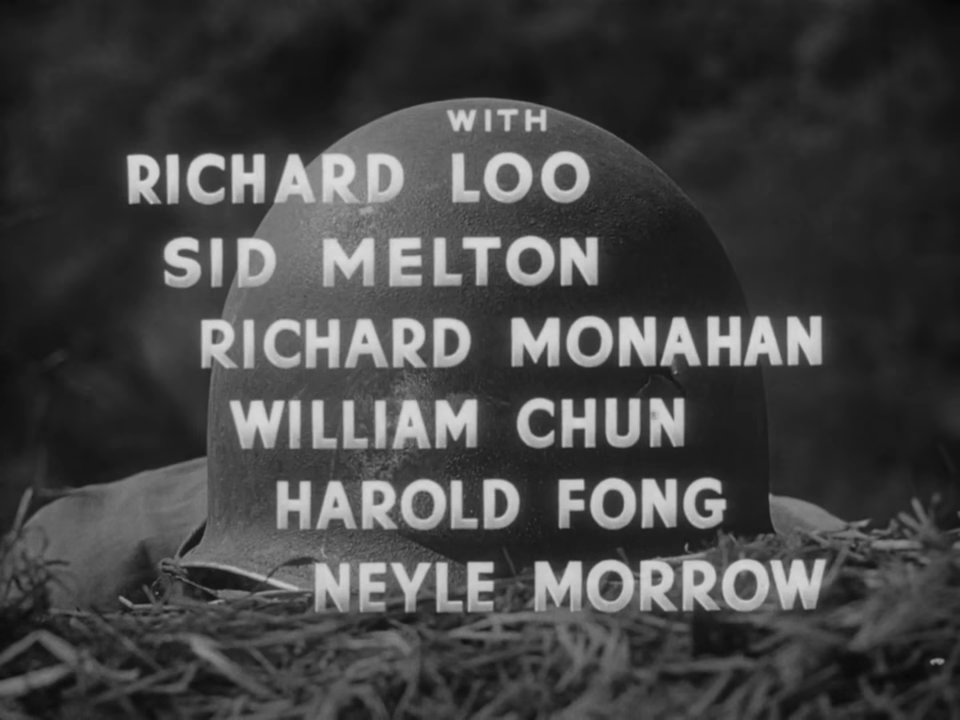 WITH
RICHARD LOO
SID MELTON
RICHARD MONAHAN
WILLIAM CHUN
HAROLD FONG
NEYLE MORROW